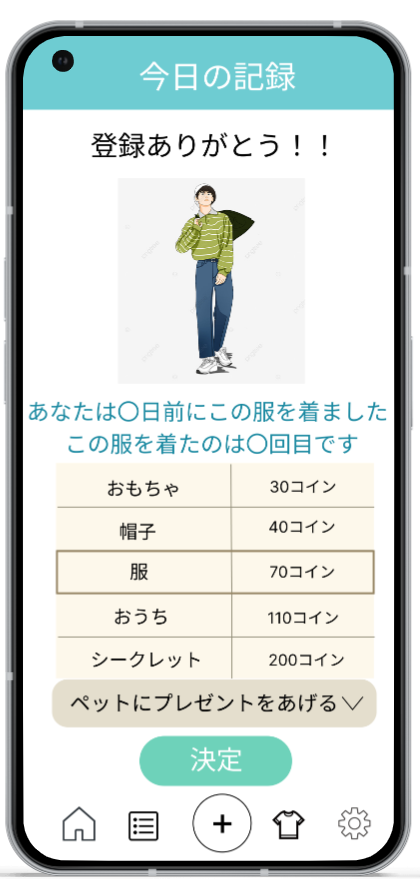 今日の記録
登録ありがとう！！
あなたは〇日前にこの服を着ました
この服を着たのは〇回目です
おもちゃ 30コイン
帽子 40コイン
服 70コイン
おうち 110コイン
シークレット 200コイン
ペットにプレゼントをあげる
決定